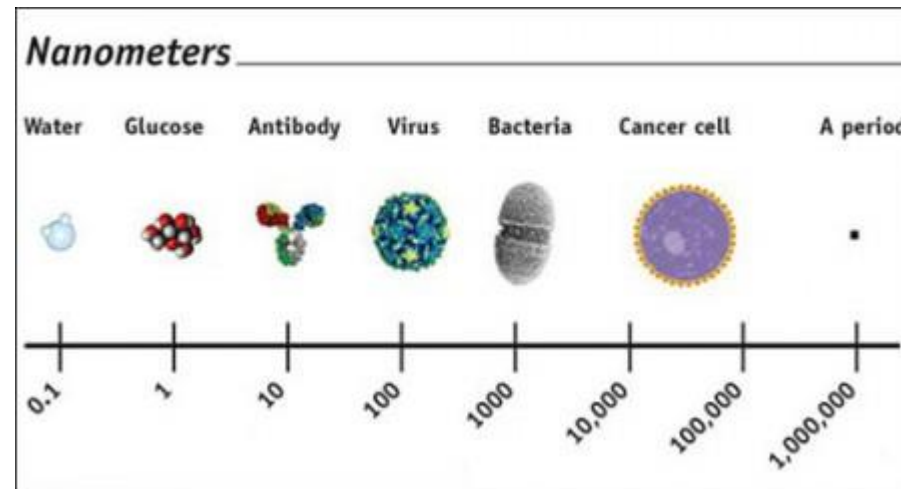 Nanometers
Water Glucose Antibody Virus Bacteria Cancer cell A period
0.1 1 10 100 1000 10,000 100,000 1,000,000